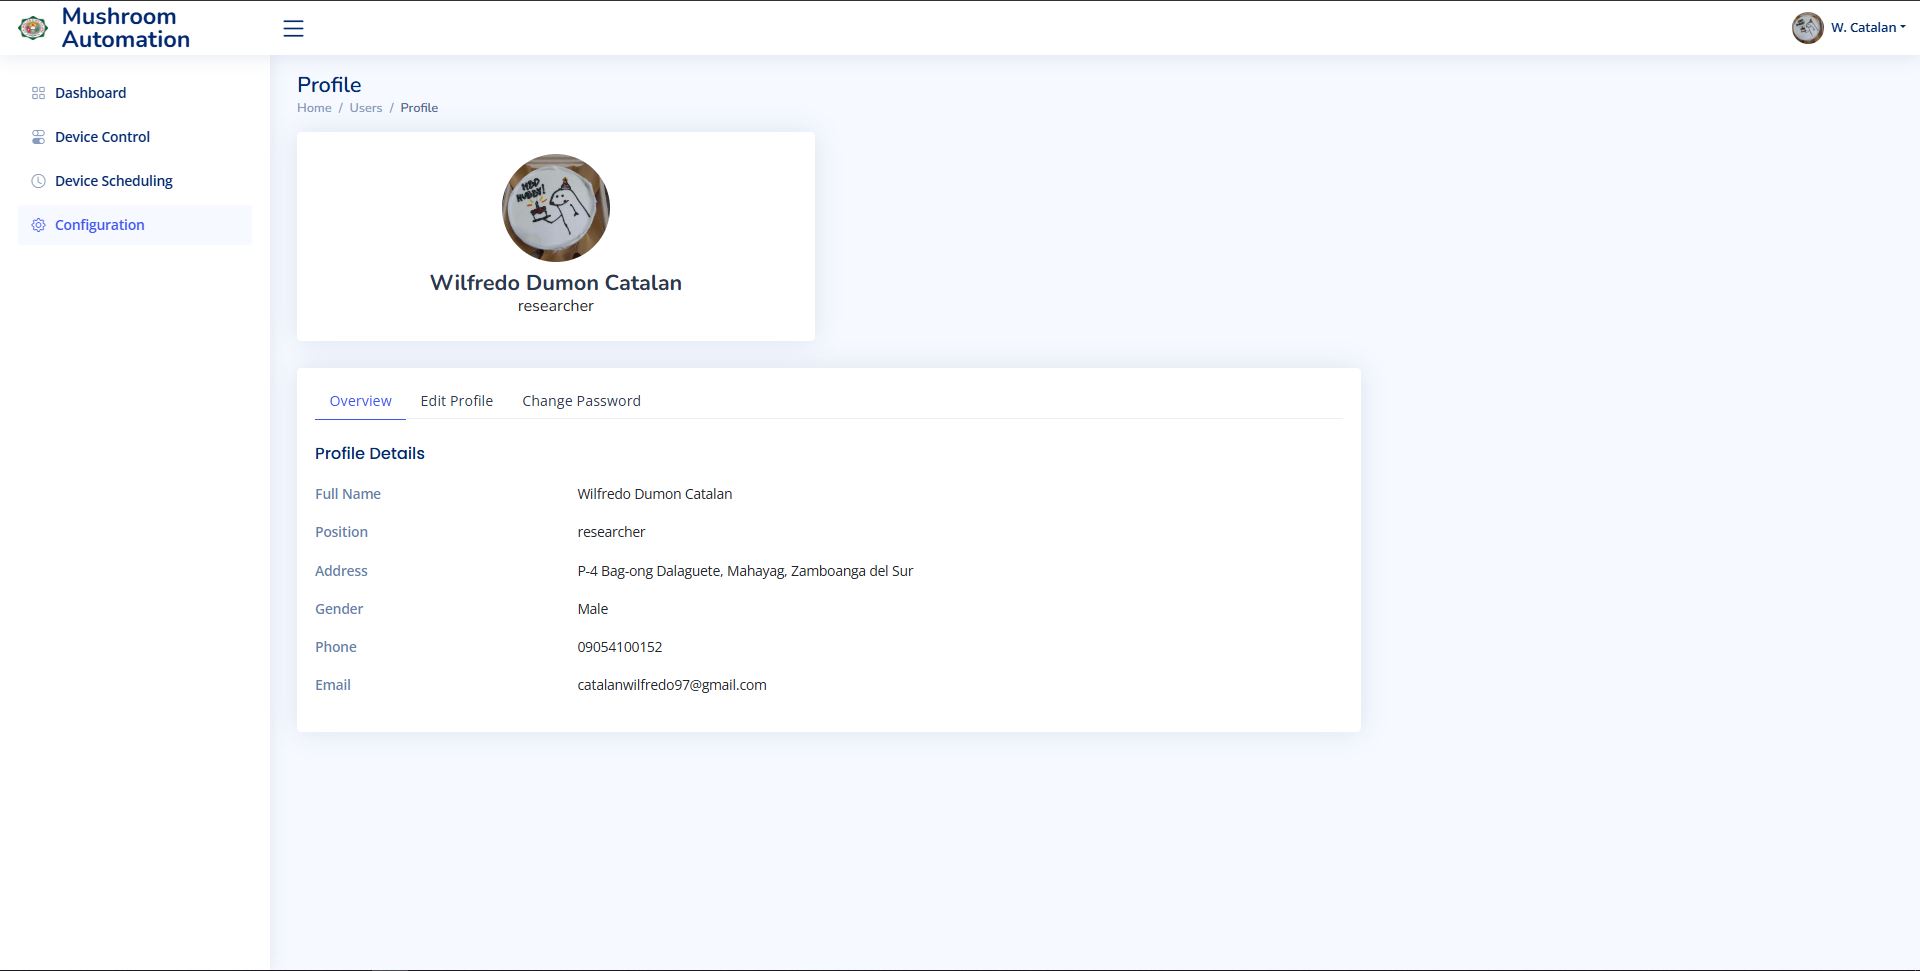 Mushroom
Automation
W. Catalan
Dashboard
Device Control
Device Scheduling
Configuration
Profile
Home / Users / Profile
HBD
HUBBY!
Wilfredo Dumon Catalan
researcher
Overview Edit Profile Change Password
Profile Details
Full Name Wilfredo Dumon Catalan
Position researcher
Address P-4 Bag-ong Dalaguete, Mahayag, Zamboanga del Sur
Gender Male
Phone 09054100152
Email catalanwilfredo97@gmail.com